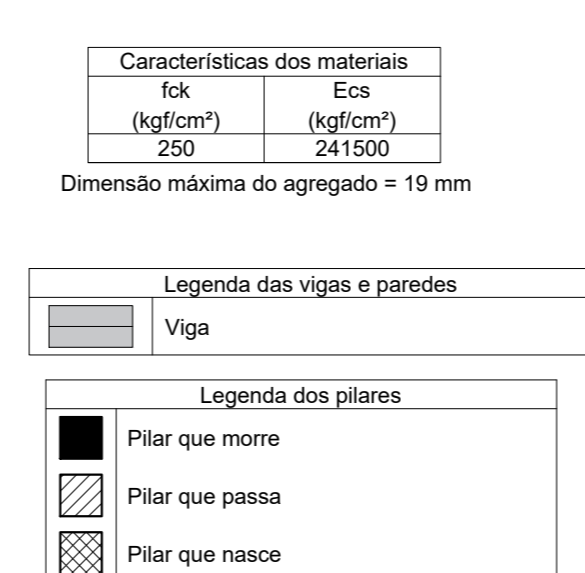 Características dos materiais
fck Ecs
(kgf/cm²) (kgf/cm²)
250 241500
Dimensão máxima do agregado = 19 mm
Legenda das vigas e paredes
Viga
Legenda dos pilares
Pilar que morre
Pilar que passa
Pilar que nasce